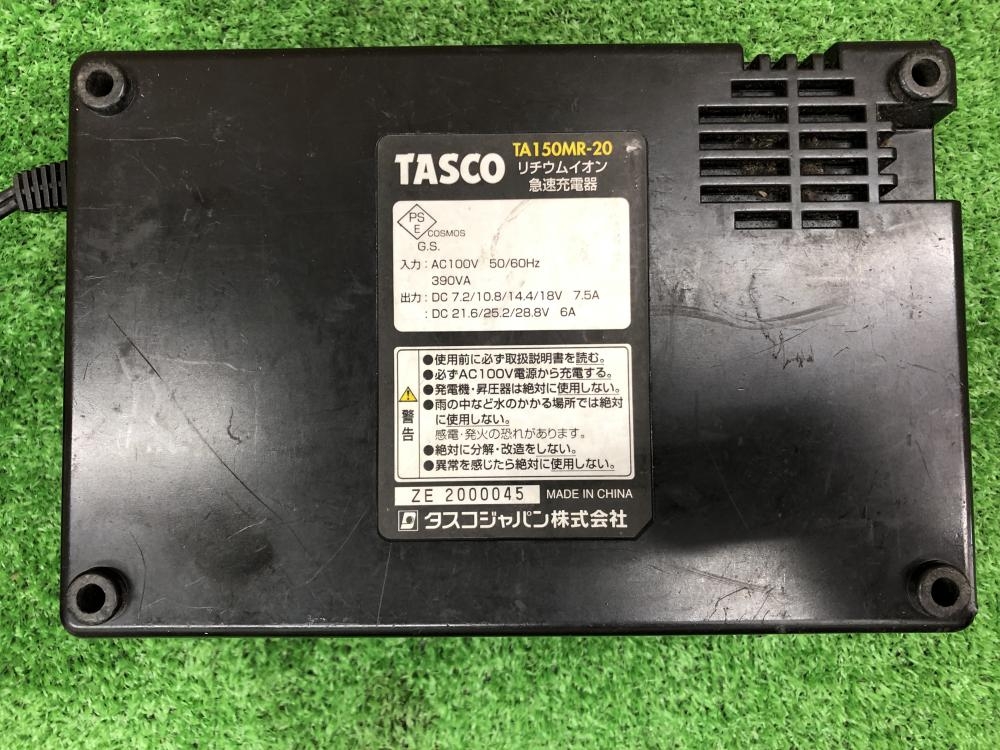 TASCO TA150MR-20
リチウムイオン
急速充電器
PS
E COSMOS
G.S.
入力：AC100V 50/60Hz
390VA
出力：DC 7.2/10.8/14.4/18V 7.5A
：DC 21.6/25.2/28.8V 6A
警告
●使用前に必ず取扱説明書を読む。
●必ずAC100V電源から充電する。
●発電機・昇圧器は絶対に使用しない。
●雨の中など水のかかる場所では絶対
に使用しない。
感電・発火の恐れがあります。
●絶対に分解・改造をしない。
●異常を感じたら絶対に使用しない。
ZE 2000045 MADE IN CHINA
タスコジャパン株式会社